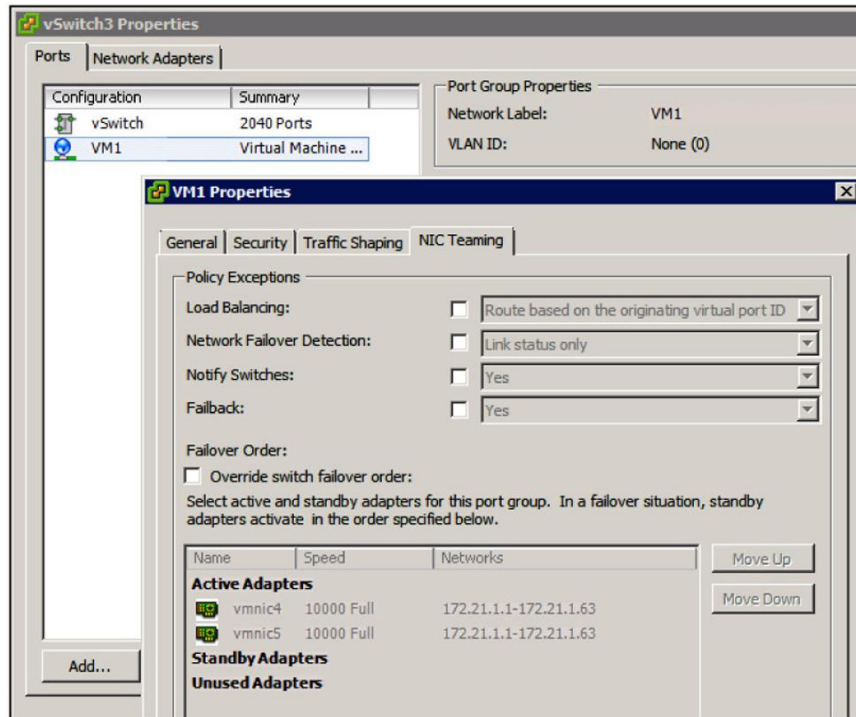 vSwitch3 Properties
Ports Network Adapters
Configuration Summary
vSwitch 2040 Ports
VM1 Virtual Machine ...
Port Group Properties
Network Label: VM1
VLAN ID: None (0)
VM1 Properties
General Security Traffic Shaping NIC Teaming
Policy Exceptions
Load Balancing: Route based on the originating virtual port ID
Network Failover Detection: Link status only
Notify Switches: Yes
Failback: Yes
Failover Order:
Override switch failover order:
Select active and standby adapters for this port group. In a failover situation, standby
adapters activate in the order specified below.
Name Speed Networks
Active Adapters
vmnic4 10000 Full 172.21.1.1-172.21.1.63
vmnic5 10000 Full 172.21.1.1-172.21.1.63
Standby Adapters
Unused Adapters
Move Up
Move Down
Add...